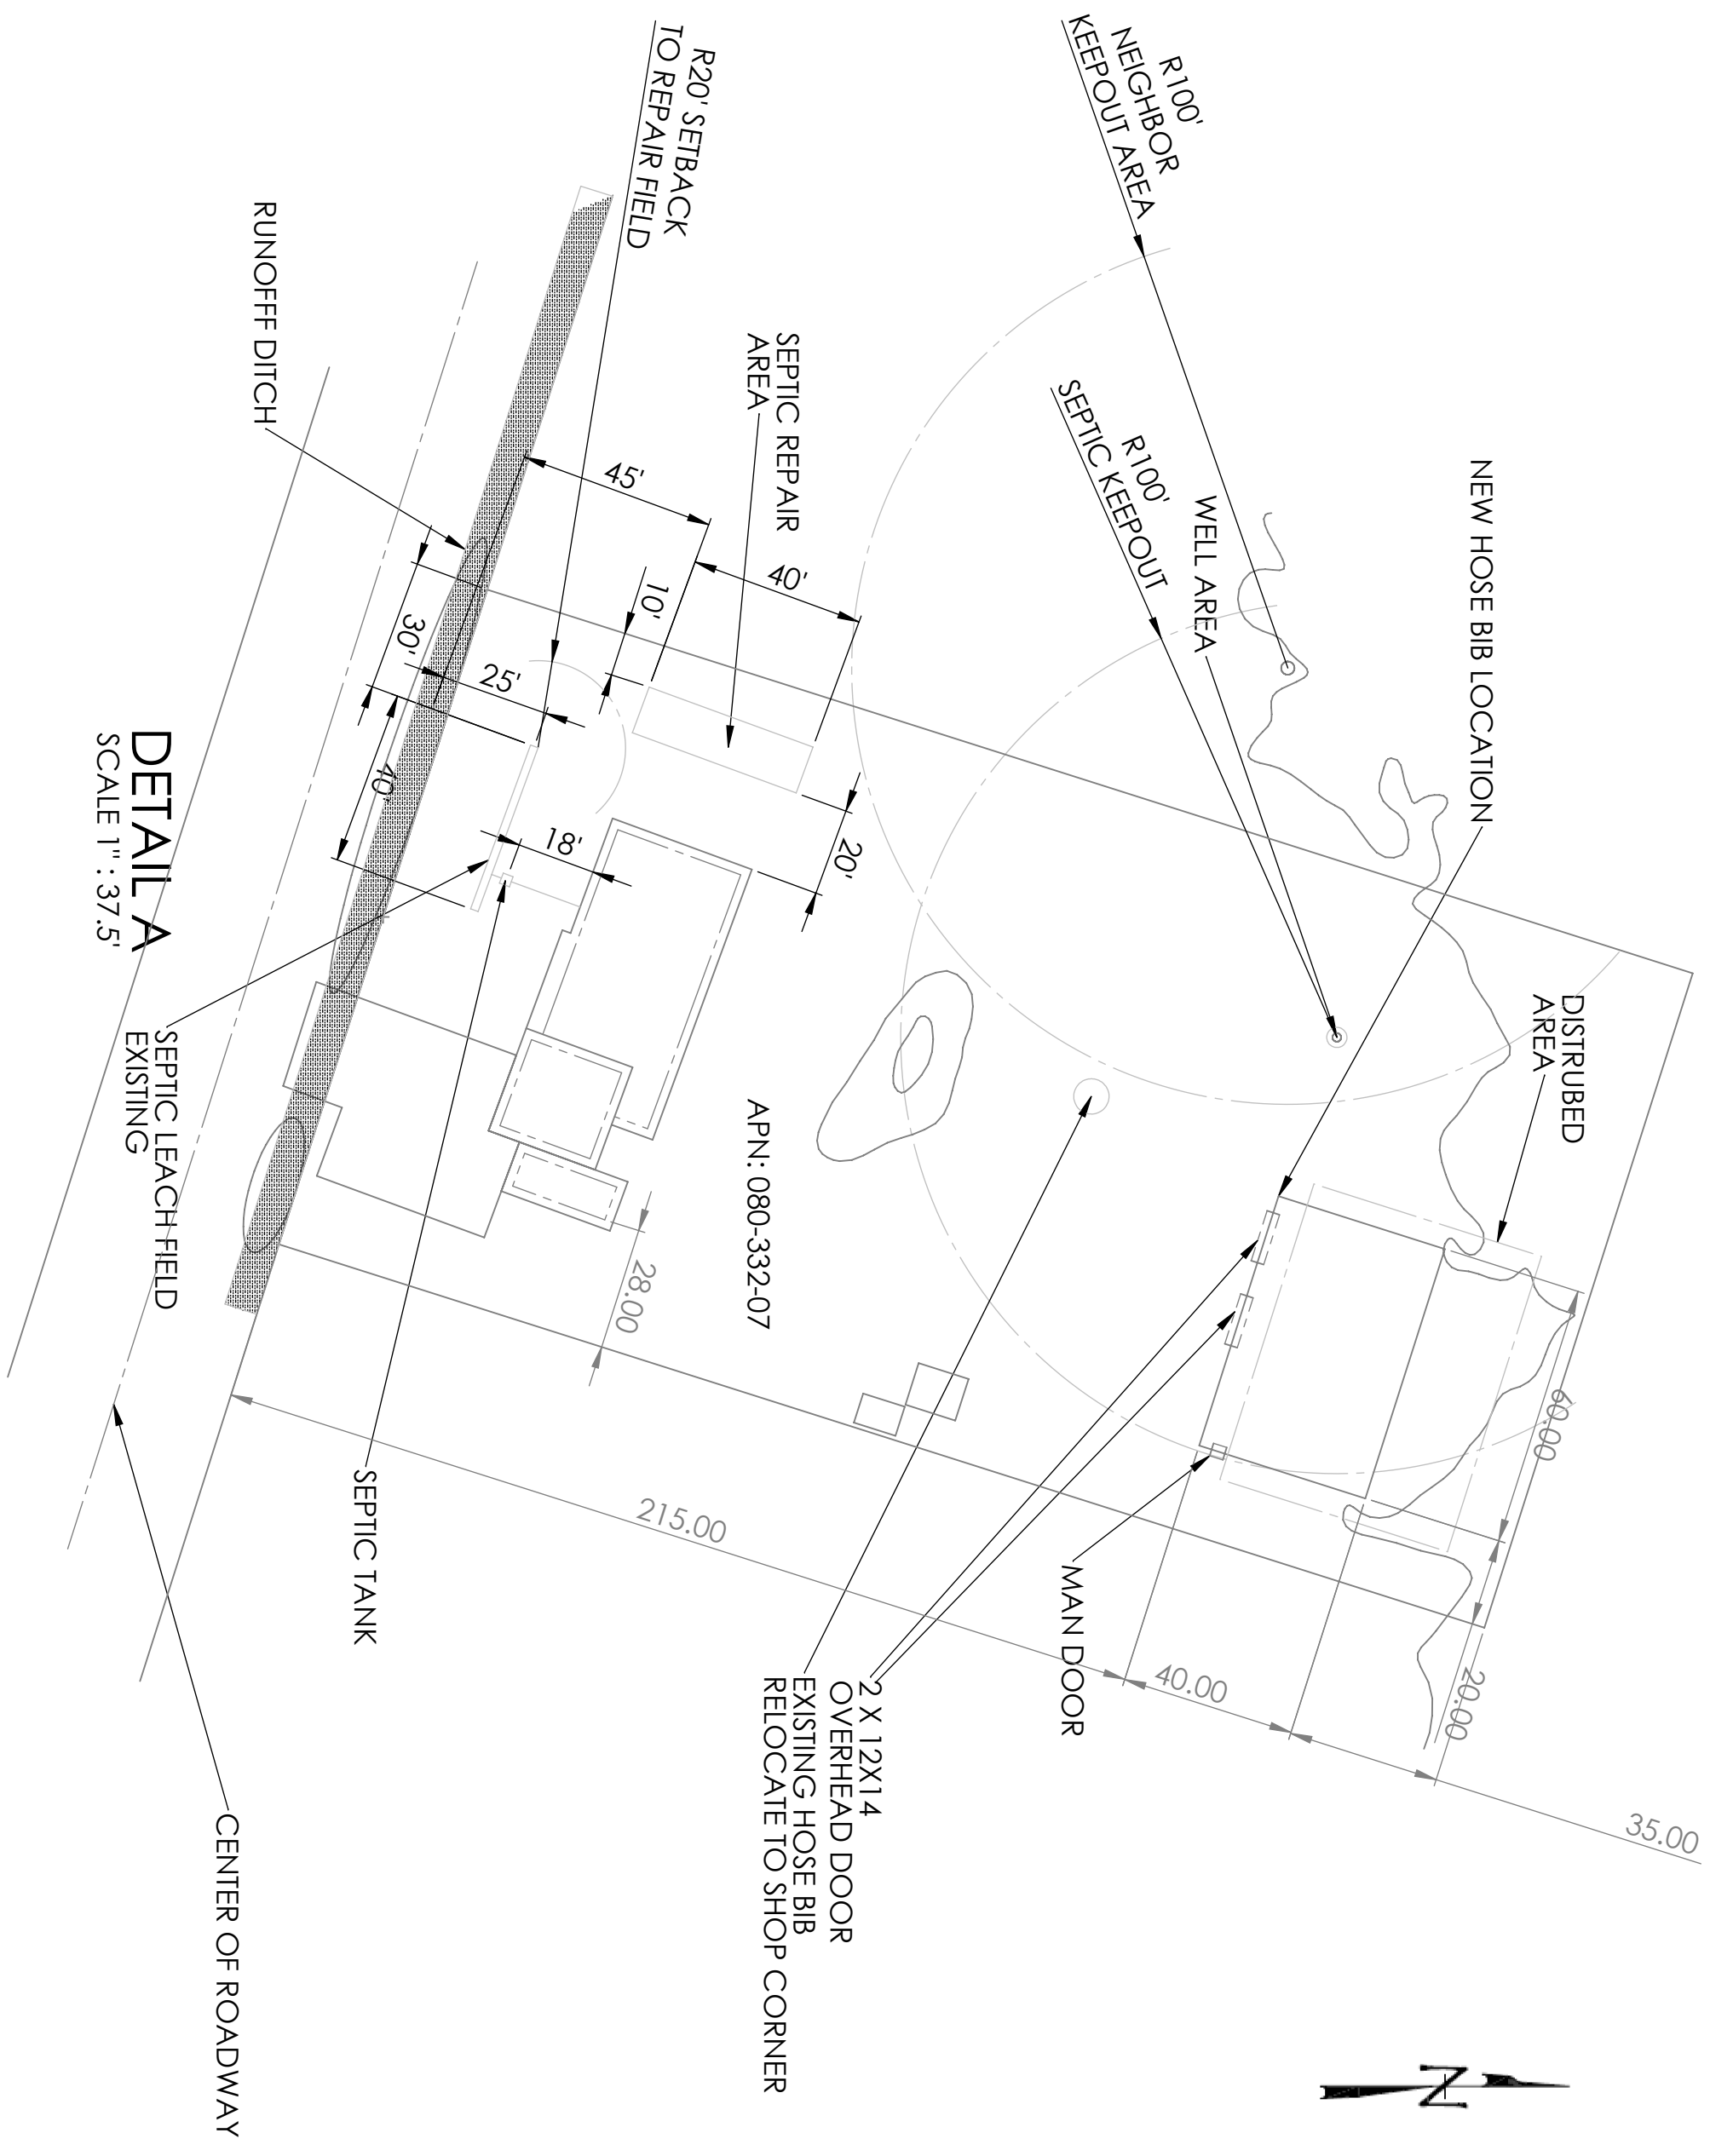 R100'
NEIGHBOR
KEEPOUT AREA
R20' SETBACK
TO REPAIR FIELD
NEW HOSE BIB LOCATION
WELL AREA
R100'
SEPTIC KEEPOUT
SEPTIC REPAIR
AREA
RUNOFF DITCH
45'
40'
10'
30'
25'
40'
18'
20'
DISTRUBED
AREA
DETAIL A
SCALE 1" : 37.5'
SEPTIC LEACH FIELD
EXISTING
APN: 080-332-07
28.00
60.00
20.00
215.00
40.00
35.00
SEPTIC TANK
MAN DOOR
2 X 12X14
OVERHEAD DOOR
EXISTING HOSE BIB
RELOCATE TO SHOP CORNER
CENTER OF ROADWAY
N